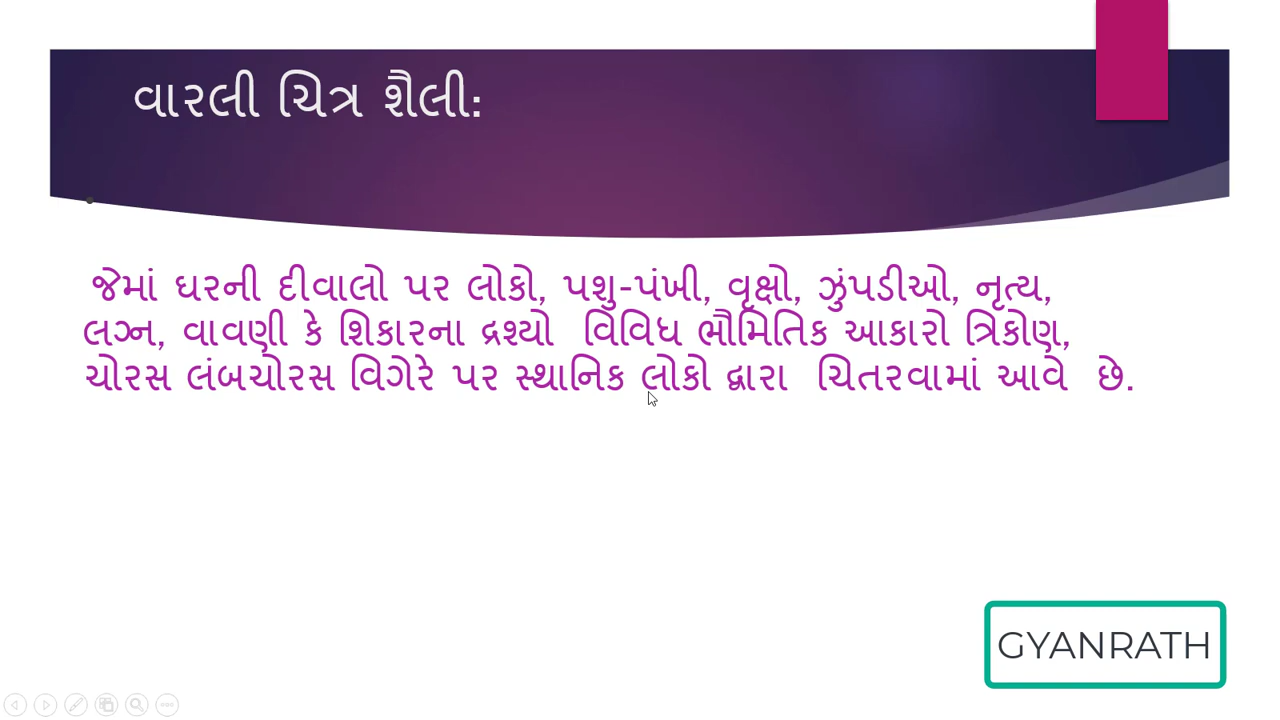 વારલી ચિત્ર શૈલી:
જેમાં ઘરની દીવાલો પર લોકો, પશુ-પંખી, વૃક્ષો, ઝુંપડીઓ, નૃત્ય,
લગ્ન, વાવણી કે શિકારના દ્રશ્યો વિવિધ ભૌમિતિક આકારો ત્રિકોણ,
ચોરસ લંબચોરસ વિગેરે પર સ્થાનિક લોકો દ્વારા ચિતરવામાં આવે છે.
GYANRATH